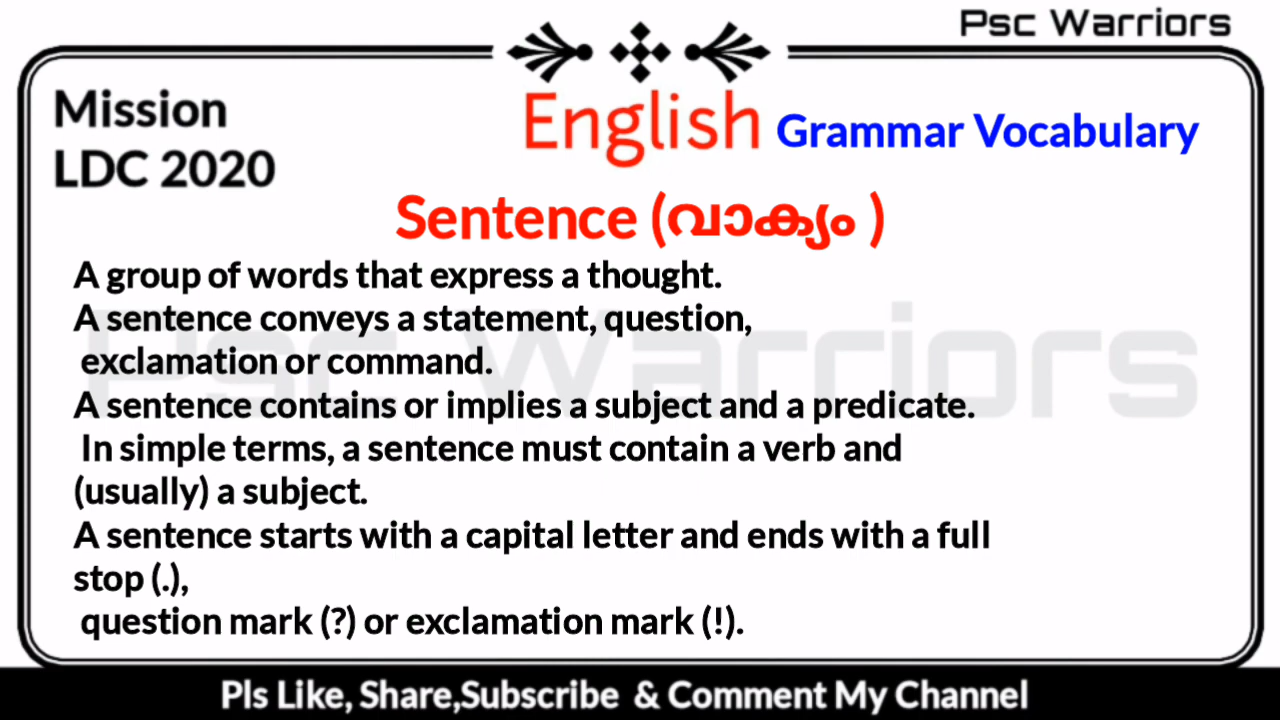 Psc Warriors
Mission
LDC 2020
English Grammar Vocabulary
Sentence (വാക്യം )
A group of words that express a thought.
A sentence conveys a statement, question,
exclamation or command.
A sentence contains or implies a subject and a predicate.
In simple terms, a sentence must contain a verb and
(usually) a subject.
A sentence starts with a capital letter and ends with a full
stop (.),
question mark (?) or exclamation mark (!).
Psc Warriors
Pls Like, Share,Subscribe & Comment My Channel